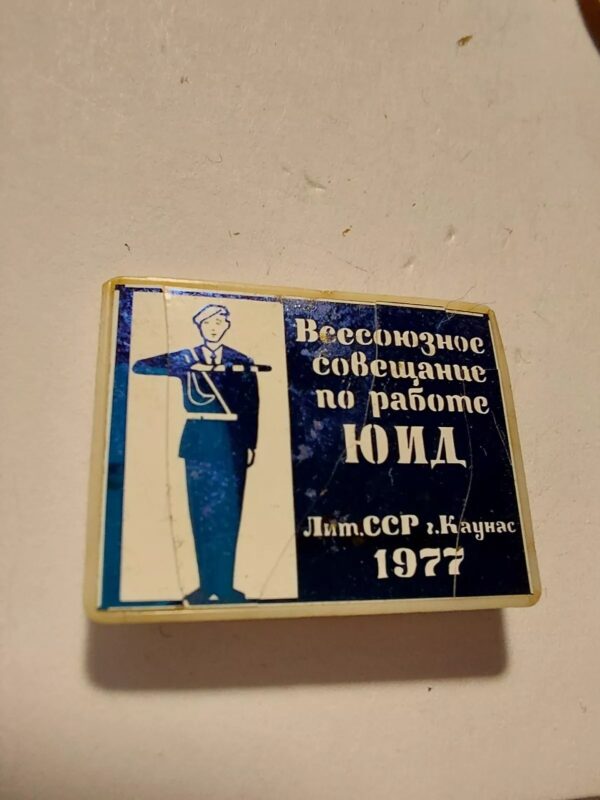 Всесоюзное
совещание
по работе
ЮИД
Лит.ССР г.Каунас
1977